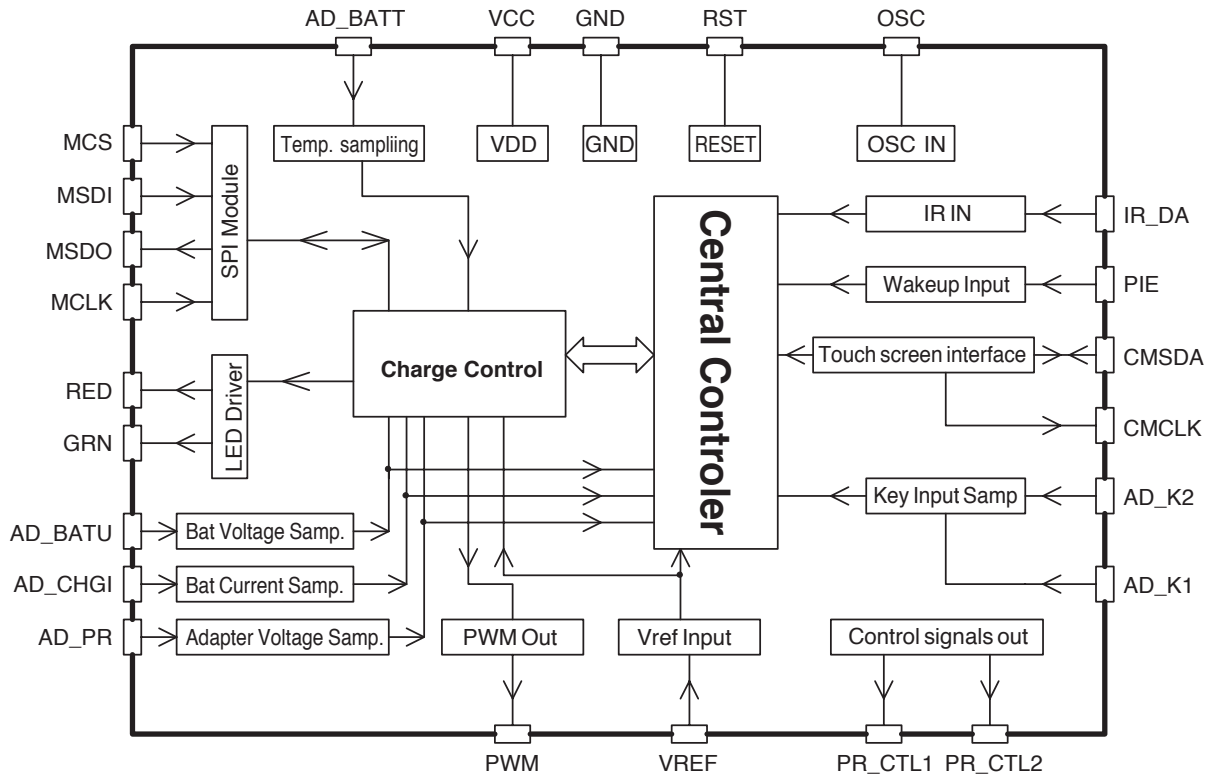 AD_BATT
VCC
GND
RST
OSC
MCS
MSDI
MSDO
MCLK
SPI Module
Temp. sampliing
VDD
GND
RESET
OSC IN
IR IN
IR_DA
Wakeup Input
PIE
Central Controler
Charge Control
Touch screen interface
CMSDA
CMCLK
RED
GRN
LED Driver
Key Input Samp
AD_K2
AD_K1
AD_BATU
Bat Voltage Samp.
AD_CHGI
Bat Current Samp.
AD_PR
Adapter Voltage Samp.
PWM Out
Vref Input
Control signals out
PWM
VREF
PR_CTL1
PR_CTL2